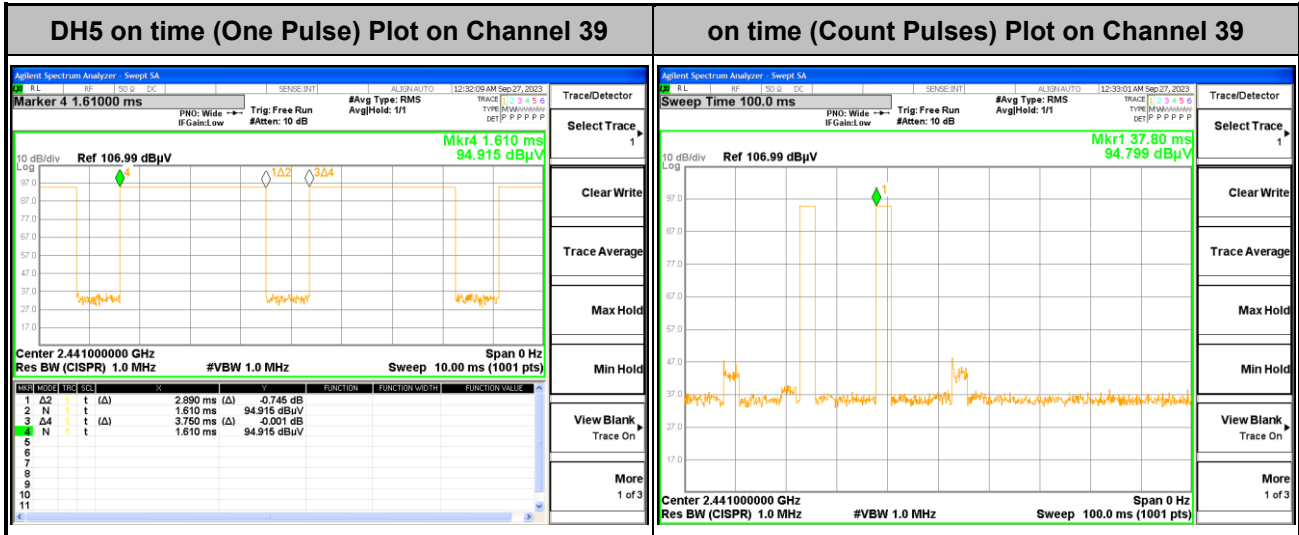 DH5 on time (One Pulse) Plot on Channel 39
Agilent Spectrum Analyzer - Swept SA
RL RF 50 Ω DC SENSE:INT ALIGN AUTO 12:32:09 AM Sep 27, 2023
Marker 4 1.61000 ms
PNO: Wide
IFGain:Low
Trig: Free Run
#Atten: 10 dB
#Avg Type: RMS
Avg|Hold: 1/1
TRACE 1 2 3 4 5 6
TYPE
DET P P P P P P
Mkr4 1.610 ms
94.915 dBµV
10 dB/div Ref 106.99 dBµV
Log
97.0
87.0
77.0
67.0
57.0
47.0
37.0
27.0
17.0
4
1Δ2
3Δ4
Center 2.441000000 GHz Span 0 Hz
Res BW (CISPR) 1.0 MHz #VBW 1.0 MHz Sweep 10.00 ms (1001 pts)
MKR MODE TRC SCL X Y FUNCTION FUNCTION WIDTH FUNCTION VALUE
1 Δ2 1 t (Δ) 2.890 ms (Δ) -0.745 dB
2 N 1 t 1.610 ms 94.915 dBµV
3 Δ4 1 t (Δ) 3.750 ms (Δ) -0.001 dB
4 N 1 t 1.610 ms 94.915 dBµV
5
6
7
8
9
10
11
Trace/Detector
Select Trace
1
Clear Write
Trace Average
Max Hold
Min Hold
View Blank
Trace On
More
1 of 3
on time (Count Pulses) Plot on Channel 39
Agilent Spectrum Analyzer - Swept SA
RL RF 50 Ω DC SENSE:INT ALIGN AUTO 12:33:01 AM Sep 27, 2023
Sweep Time 100.0 ms
PNO: Wide
IFGain:Low
Trig: Free Run
#Atten: 10 dB
#Avg Type: RMS
Avg|Hold: 1/1
TRACE 1 2 3 4 5 6
TYPE
DET P P P P P P
Mkr1 37.80 ms
94.799 dBµV
10 dB/div Ref 106.99 dBµV
Log
97.0
87.0
77.0
67.0
57.0
47.0
37.0
27.0
17.0
1
Center 2.441000000 GHz Span 0 Hz
Res BW (CISPR) 1.0 MHz #VBW 1.0 MHz Sweep 100.0 ms (1001 pts)
Trace/Detector
Select Trace
1
Clear Write
Trace Average
Max Hold
Min Hold
View Blank
Trace On
More
1 of 3